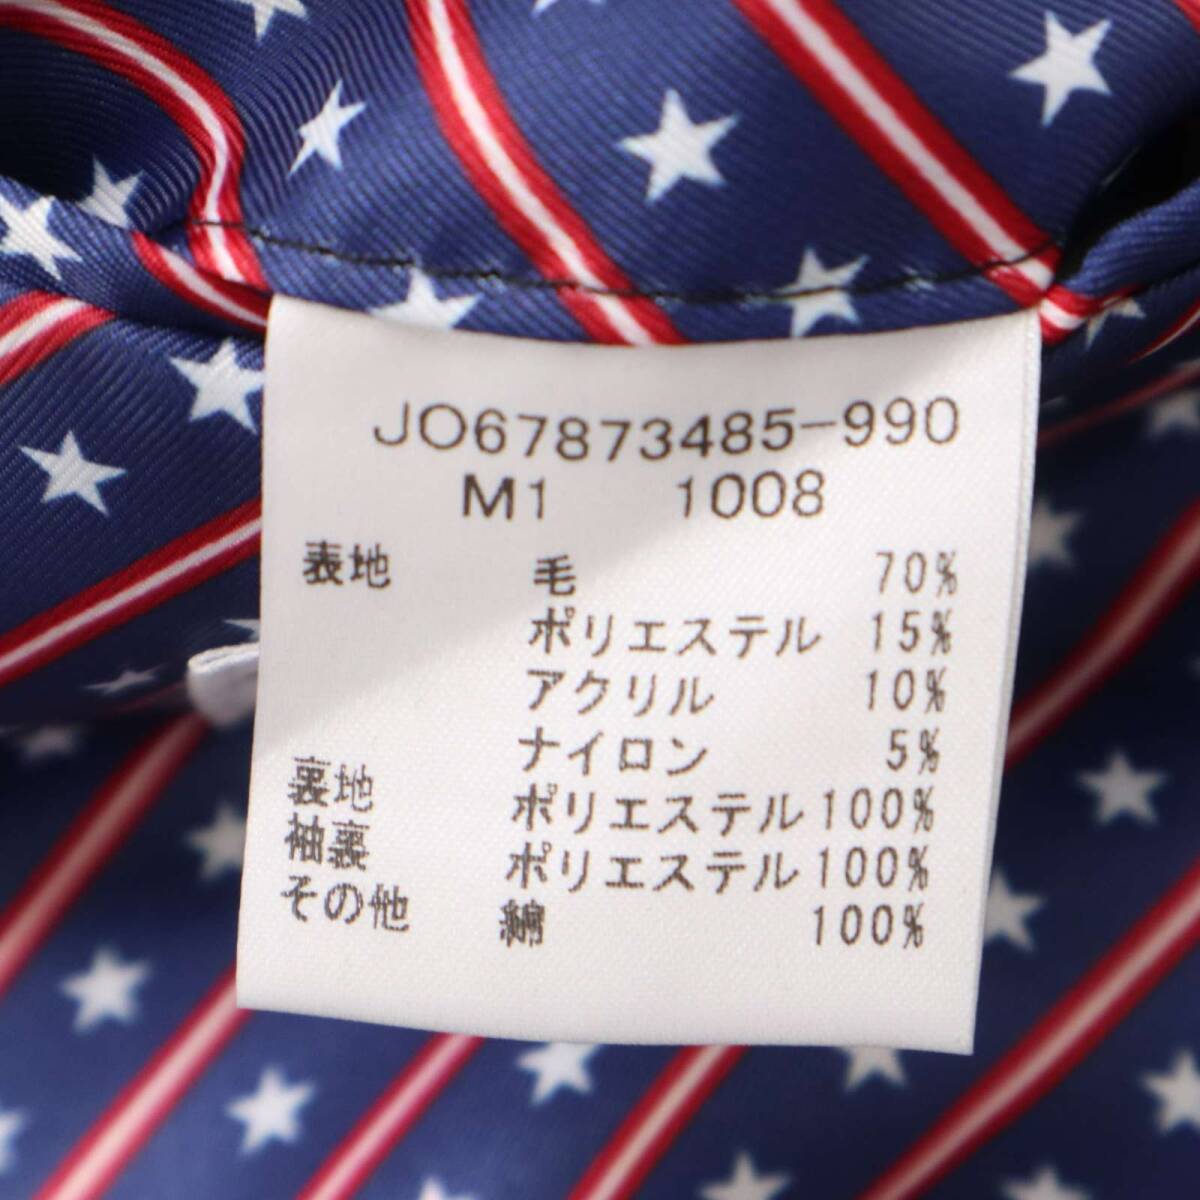 JO67873485-990
M1 1008
表地 毛 70%
ポリエステル 15%
アクリル 10%
ナイロン 5%
裏地 ポリエステル 100%
袖裏 ポリエステル 100%
その他 綿 100%